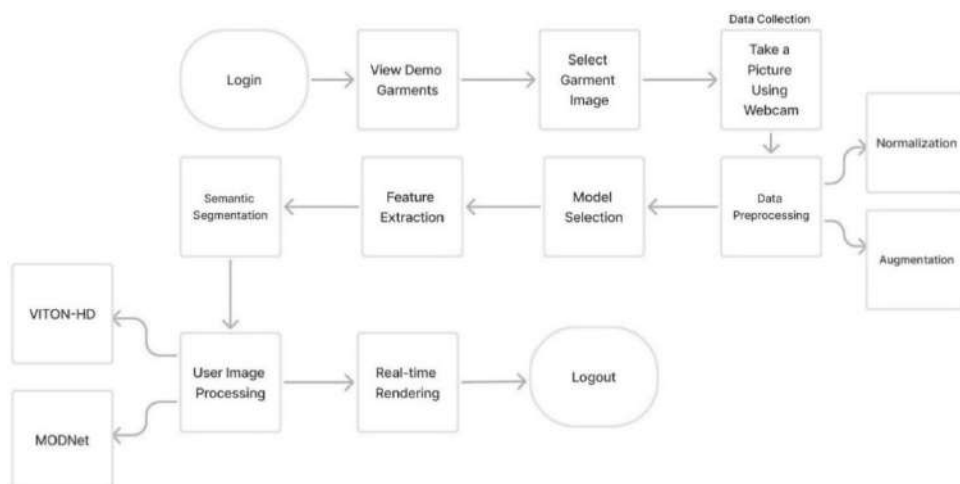 Data Collection
Login
View Demo
Garments
Select
Garment
Image
Take a
Picture
Using
Webcam
Normalization
Semantic
Segmentation
Feature
Extraction
Model
Selection
Data
Preprocessing
Augmentation
VITON-HD
User Image
Processing
Real-time
Rendering
Logout
MODNet